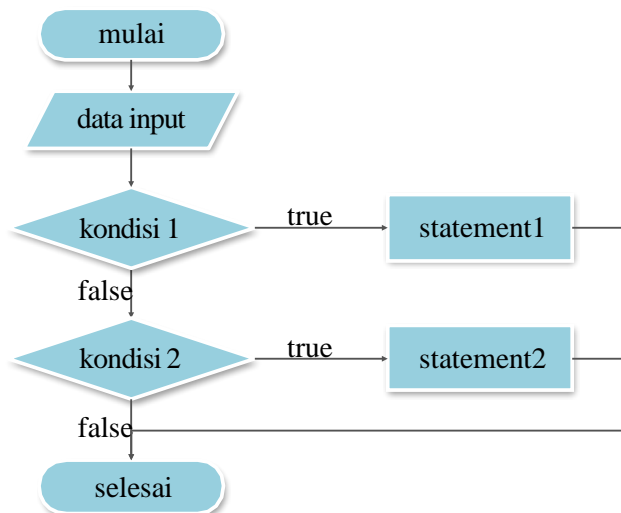 mulai
data input
kondisi 1
true
statement1
false
kondisi 2
true
statement2
false
selesai